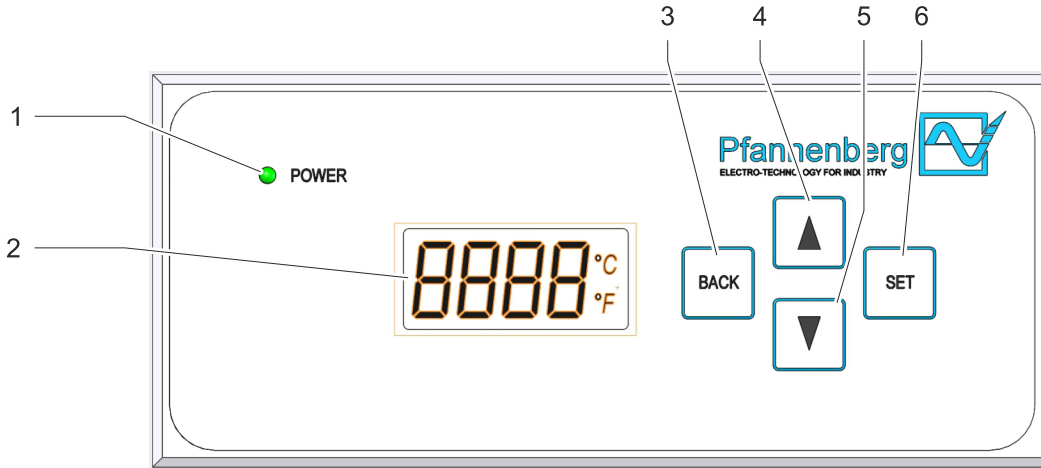 3 4 5 6
1
POWER
Pfannenberg
ELECTRO-TECHNOLOGY FOR INDUSTRY
2
8888 °C
°F
BACK
SET